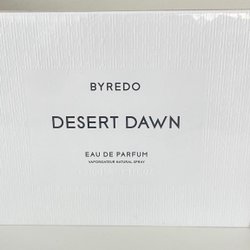 BYREDO
DESERT DAWN
EAU DE PARFUM
VAPORISATEUR NATURAL SPRAY